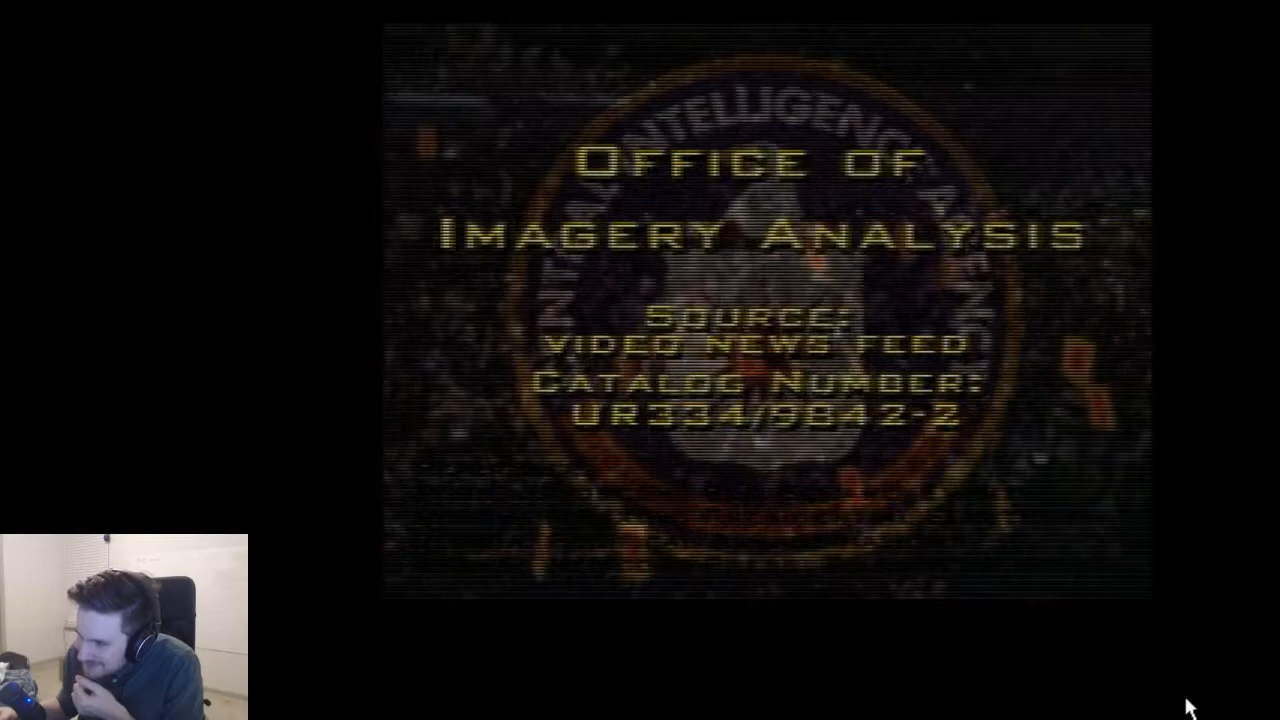 OFFICE OF
IMAGERY ANALYSIS
SOURCE:
VIDEO NEWS FEED
CATALOG NUMBER:
UR334/9842-2